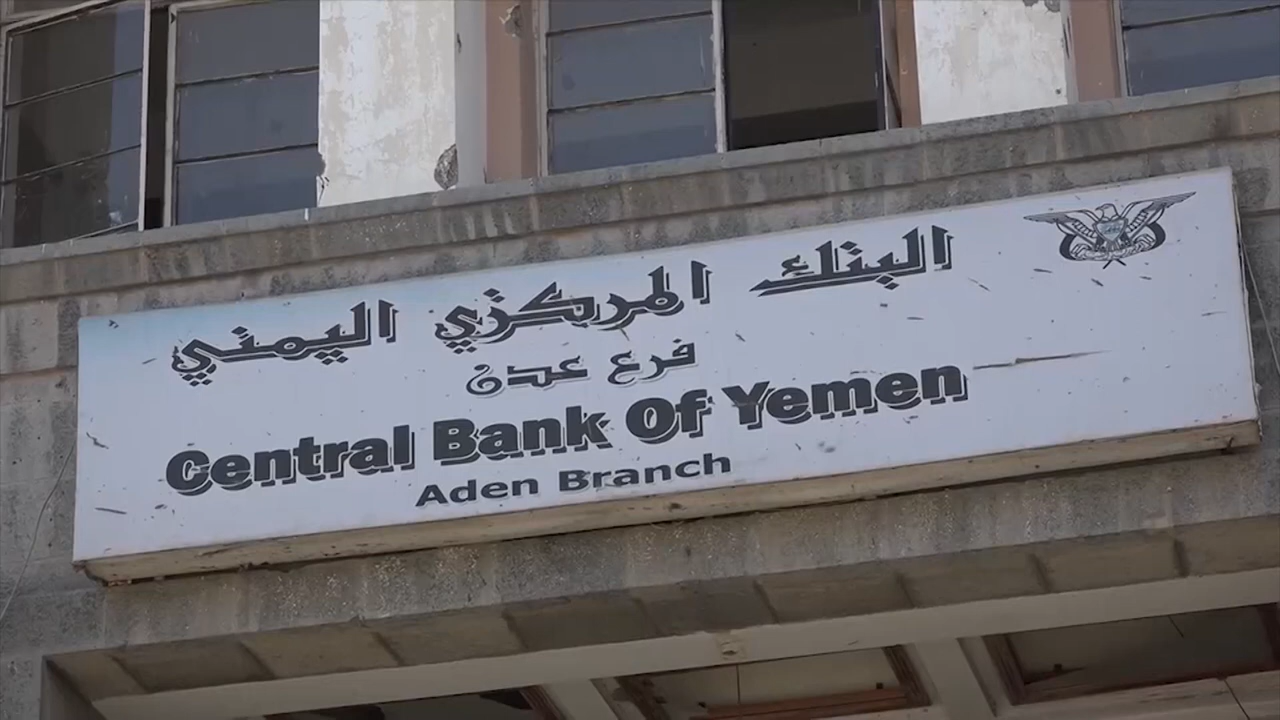 البنك المركزي اليمني
فرع عدن
Central Bank Of Yemen
Aden Branch